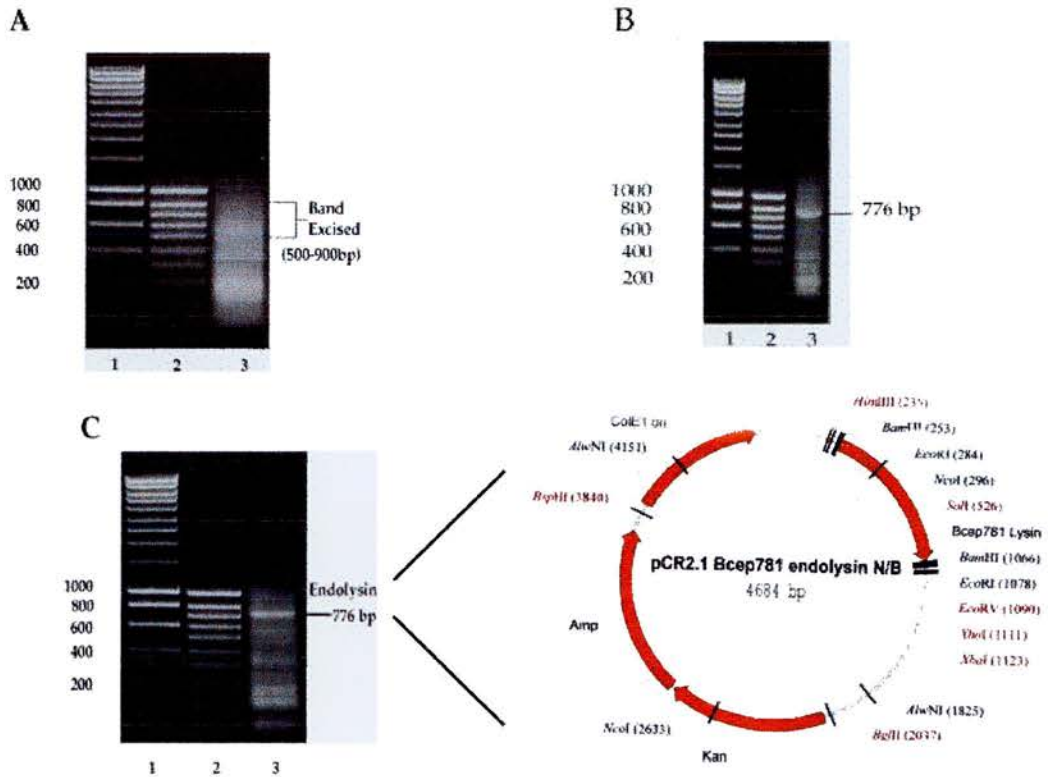 A
1000
800
600
400
200
Band
Excised
(500-900bp)
1 2 3
B
1000
800
600
400
200
776 bp
1 2 3
C
1000
800
600
400
200
Endolysin
776 bp
1 2 3
ColE1 ori
AlwNI (4151)
BspHI (3840)
Amp
NcoI (2633)
Kan
pCR2.1 Bcep781 endolysin N/B
4684 bp
HindIII (235)
BamHI (253)
EcoRI (284)
NcoI (296)
SalI (526)
Bcep781 Lysin
BamHI (1066)
EcoRI (1078)
EcoRV (1090)
XhoI (1111)
XbaI (1123)
AlwNI (1825)
BglII (2037)